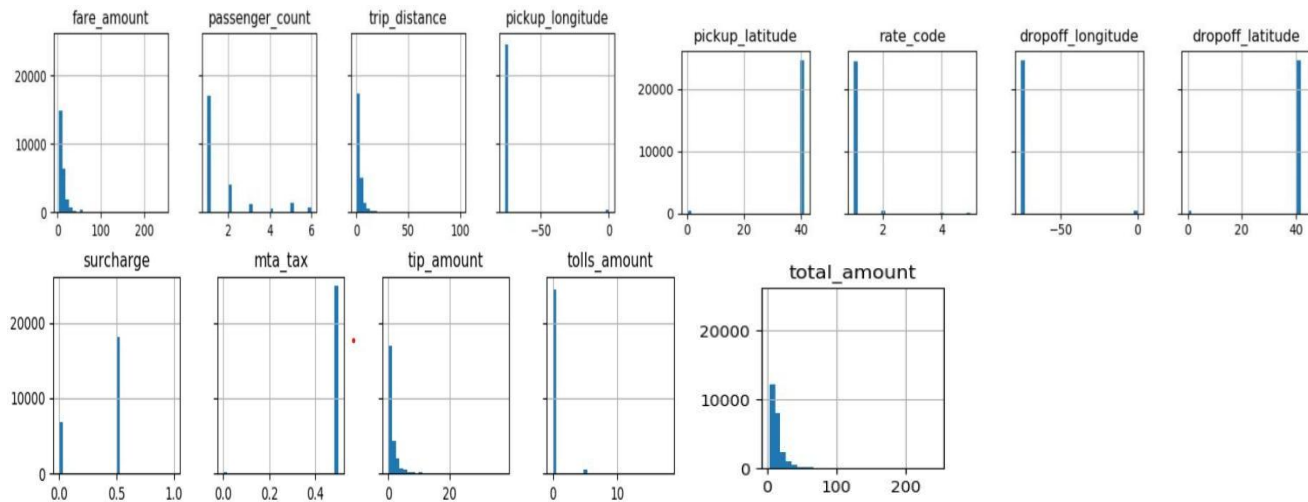 fare_amount passenger_count trip_distance pickup_longitude pickup_latitude rate_code dropoff_longitude dropoff_latitude
20000
10000
0
20000
10000
0
0 100 200
2 4 6
0 50 100
−50 0
0 20 40
2 4
−50 0
0 20 40
surcharge mta_tax tip_amount tolls_amount total_amount
20000
10000
0
20000
10000
0
0.0 0.5 1.0
0.0 0.2 0.4
0 20
0 10
0 100 200